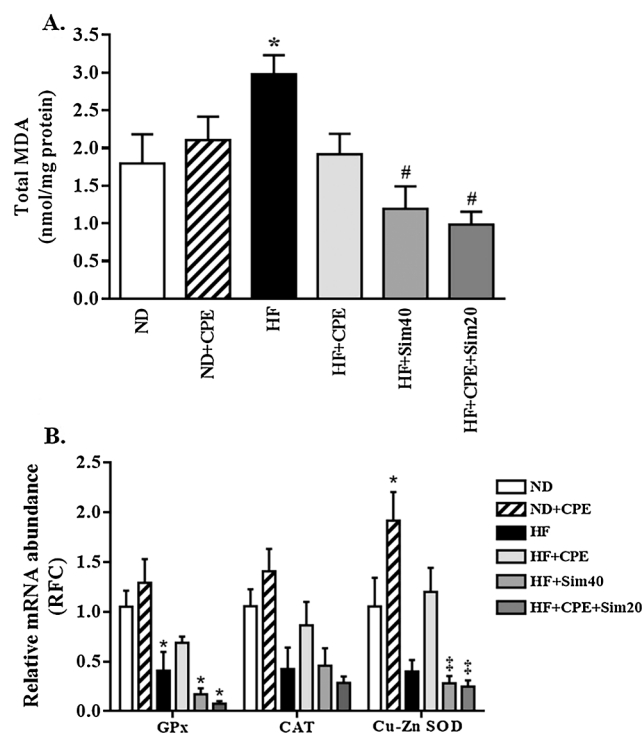 A.
Total MDA
(nmol/mg protein)
3.5
3.0
2.5
2.0
1.5
1.0
0.5
0.0
*
#
#
ND
ND+CPE
HF
HF+CPE
HF+Sim40
HF+CPE+Sim20
B.
Relative mRNA abundance
(RFC)
2.5
2.0
1.5
1.0
0.5
0.0
* * *
* ‡ ‡
GPx CAT Cu-Zn SOD
ND
ND+CPE
HF
HF+CPE
HF+Sim40
HF+CPE+Sim20